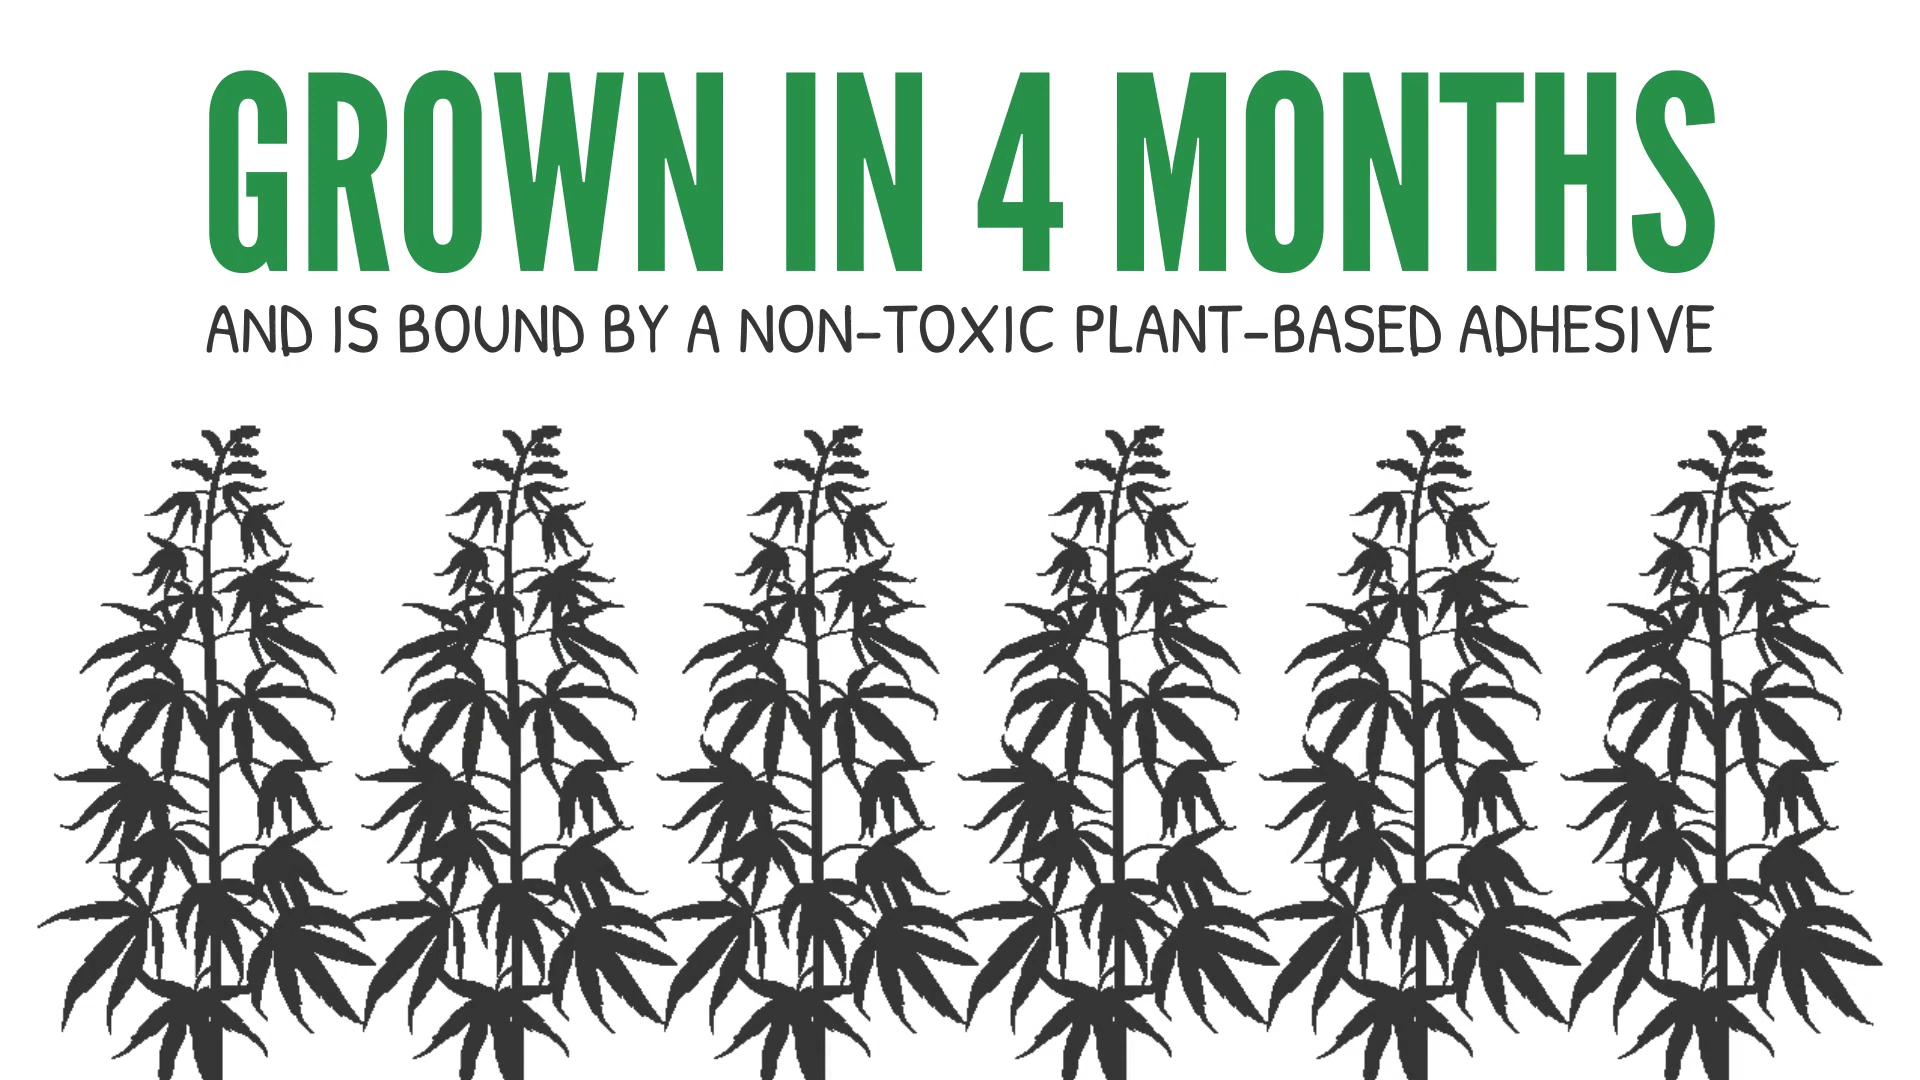 GROWN IN 4 MONTHS
AND IS BOUND BY A NON-TOXIC PLANT-BASED ADHESIVE